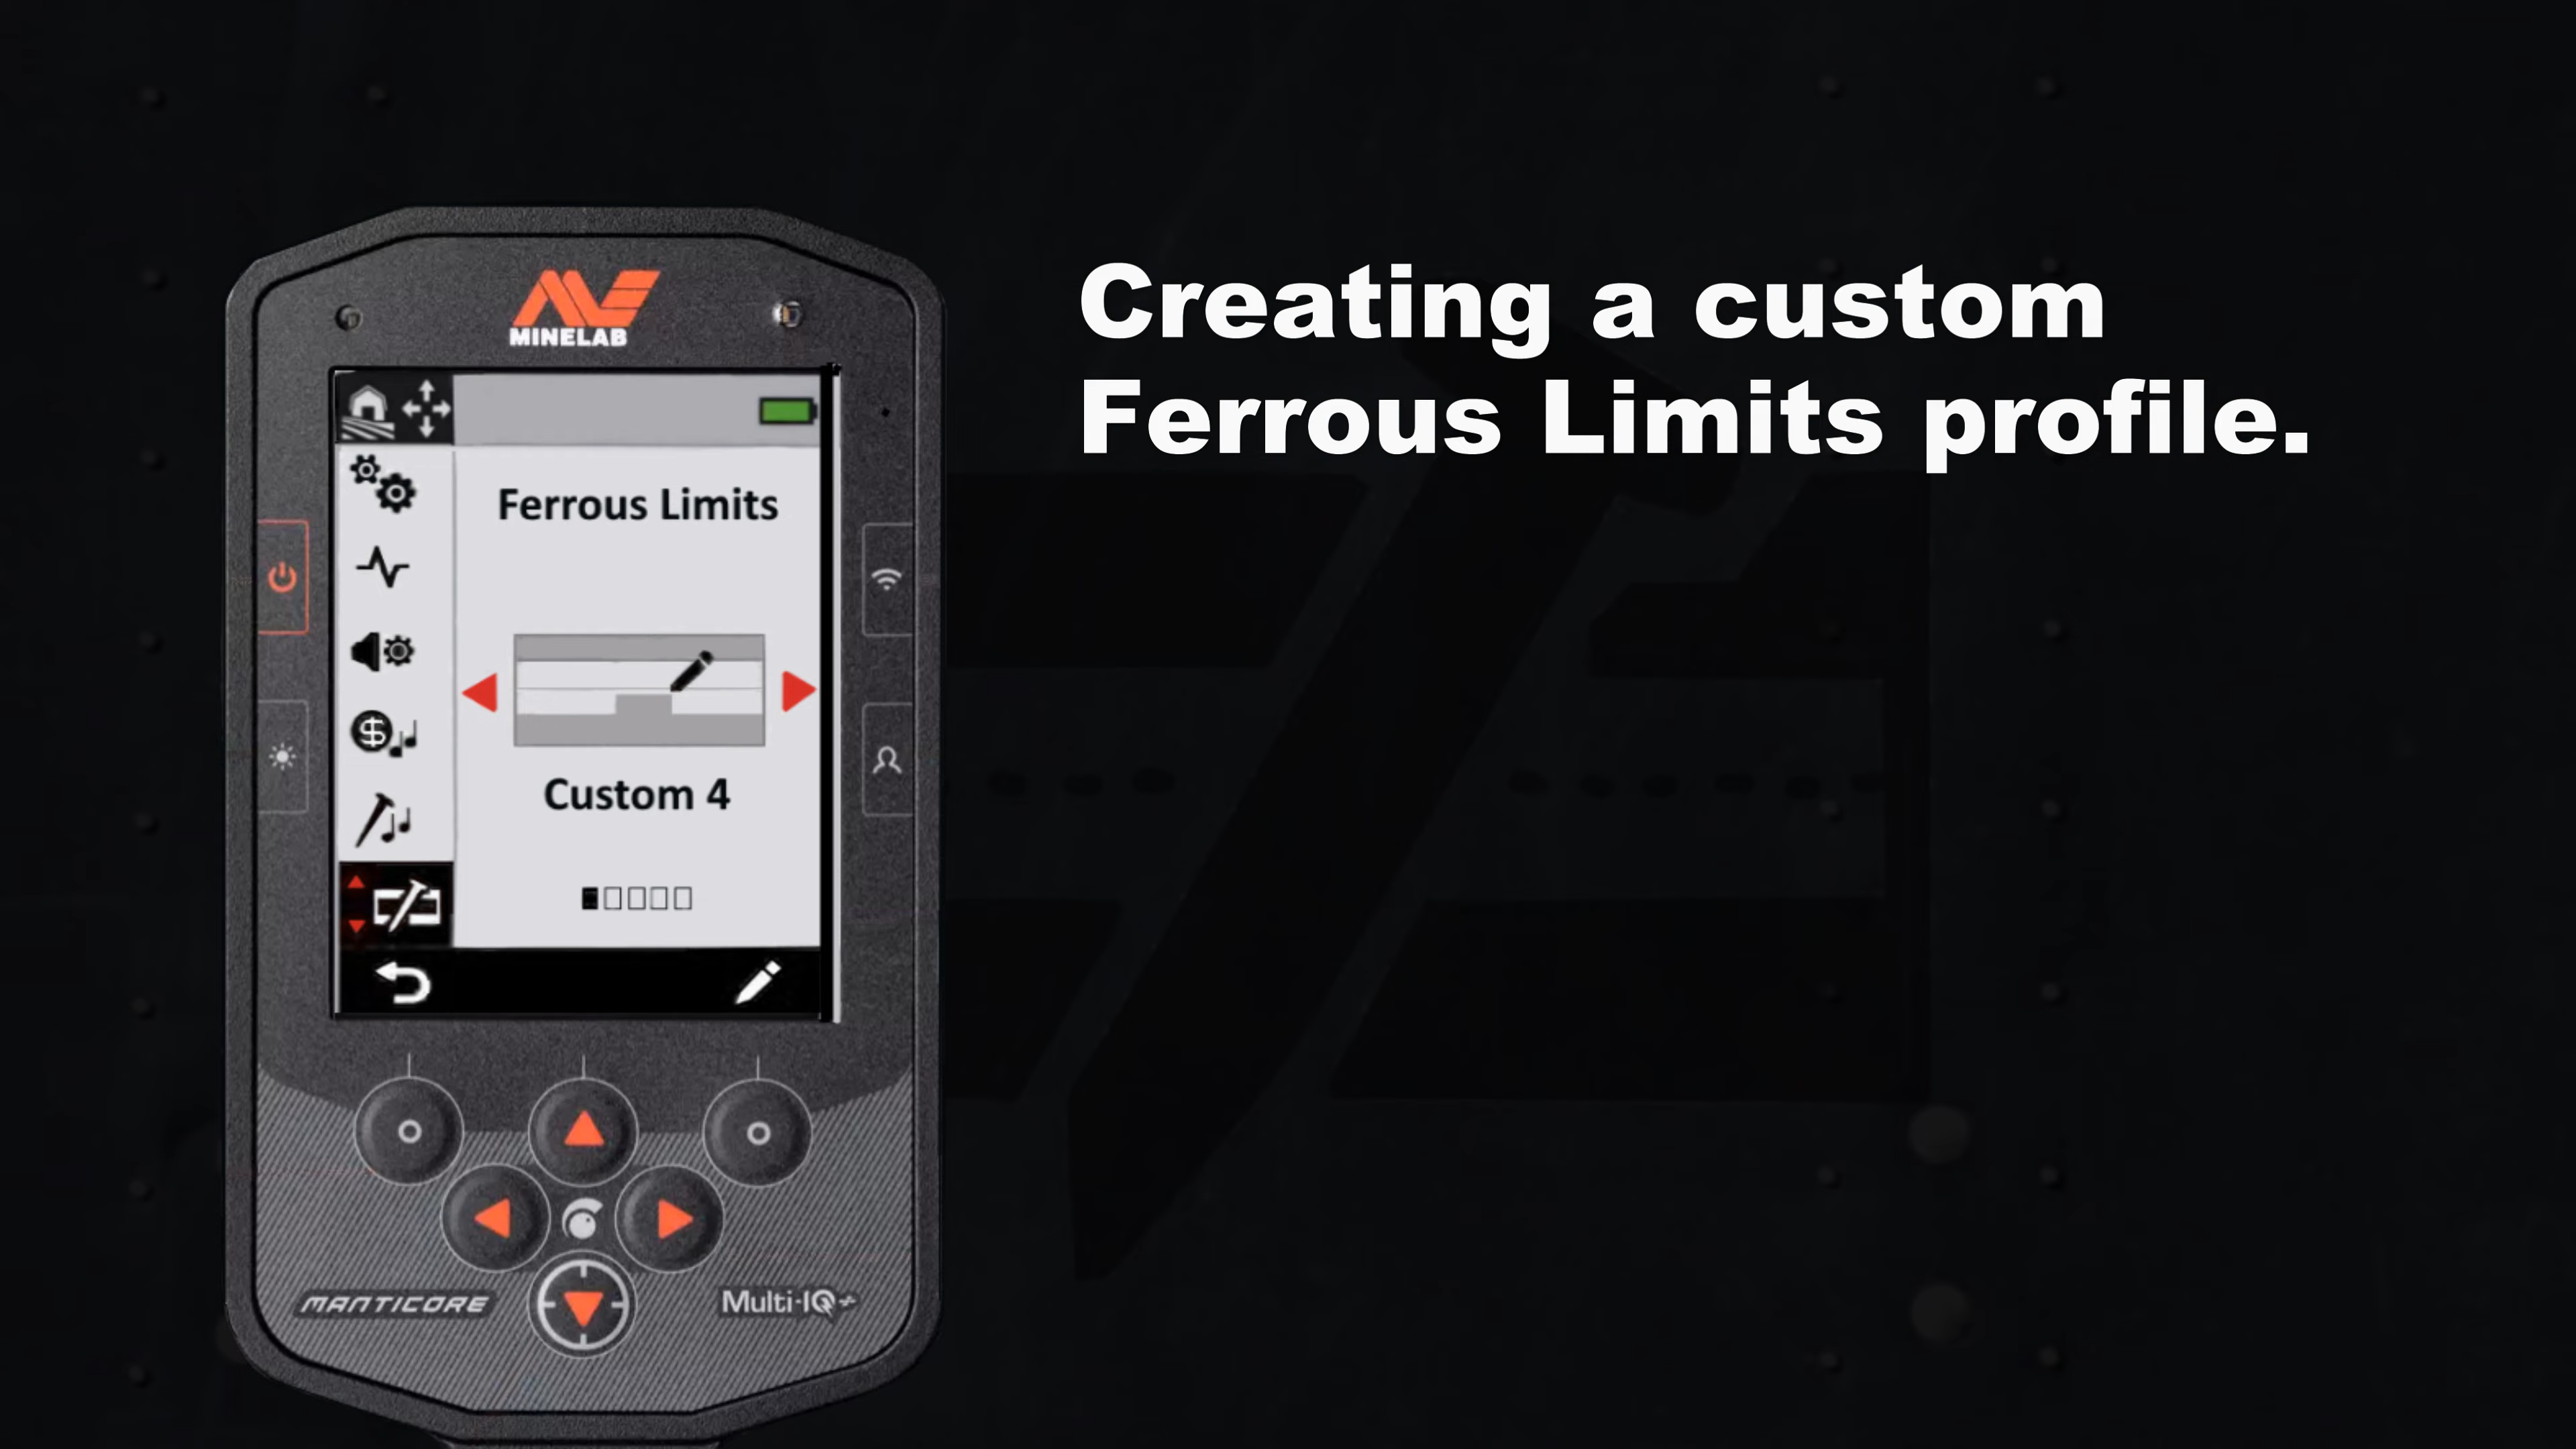 Creating a custom
Ferrous Limits profile.
MINELAB
Ferrous Limits
Custom 4
MANTICORE
Multi-IQ+